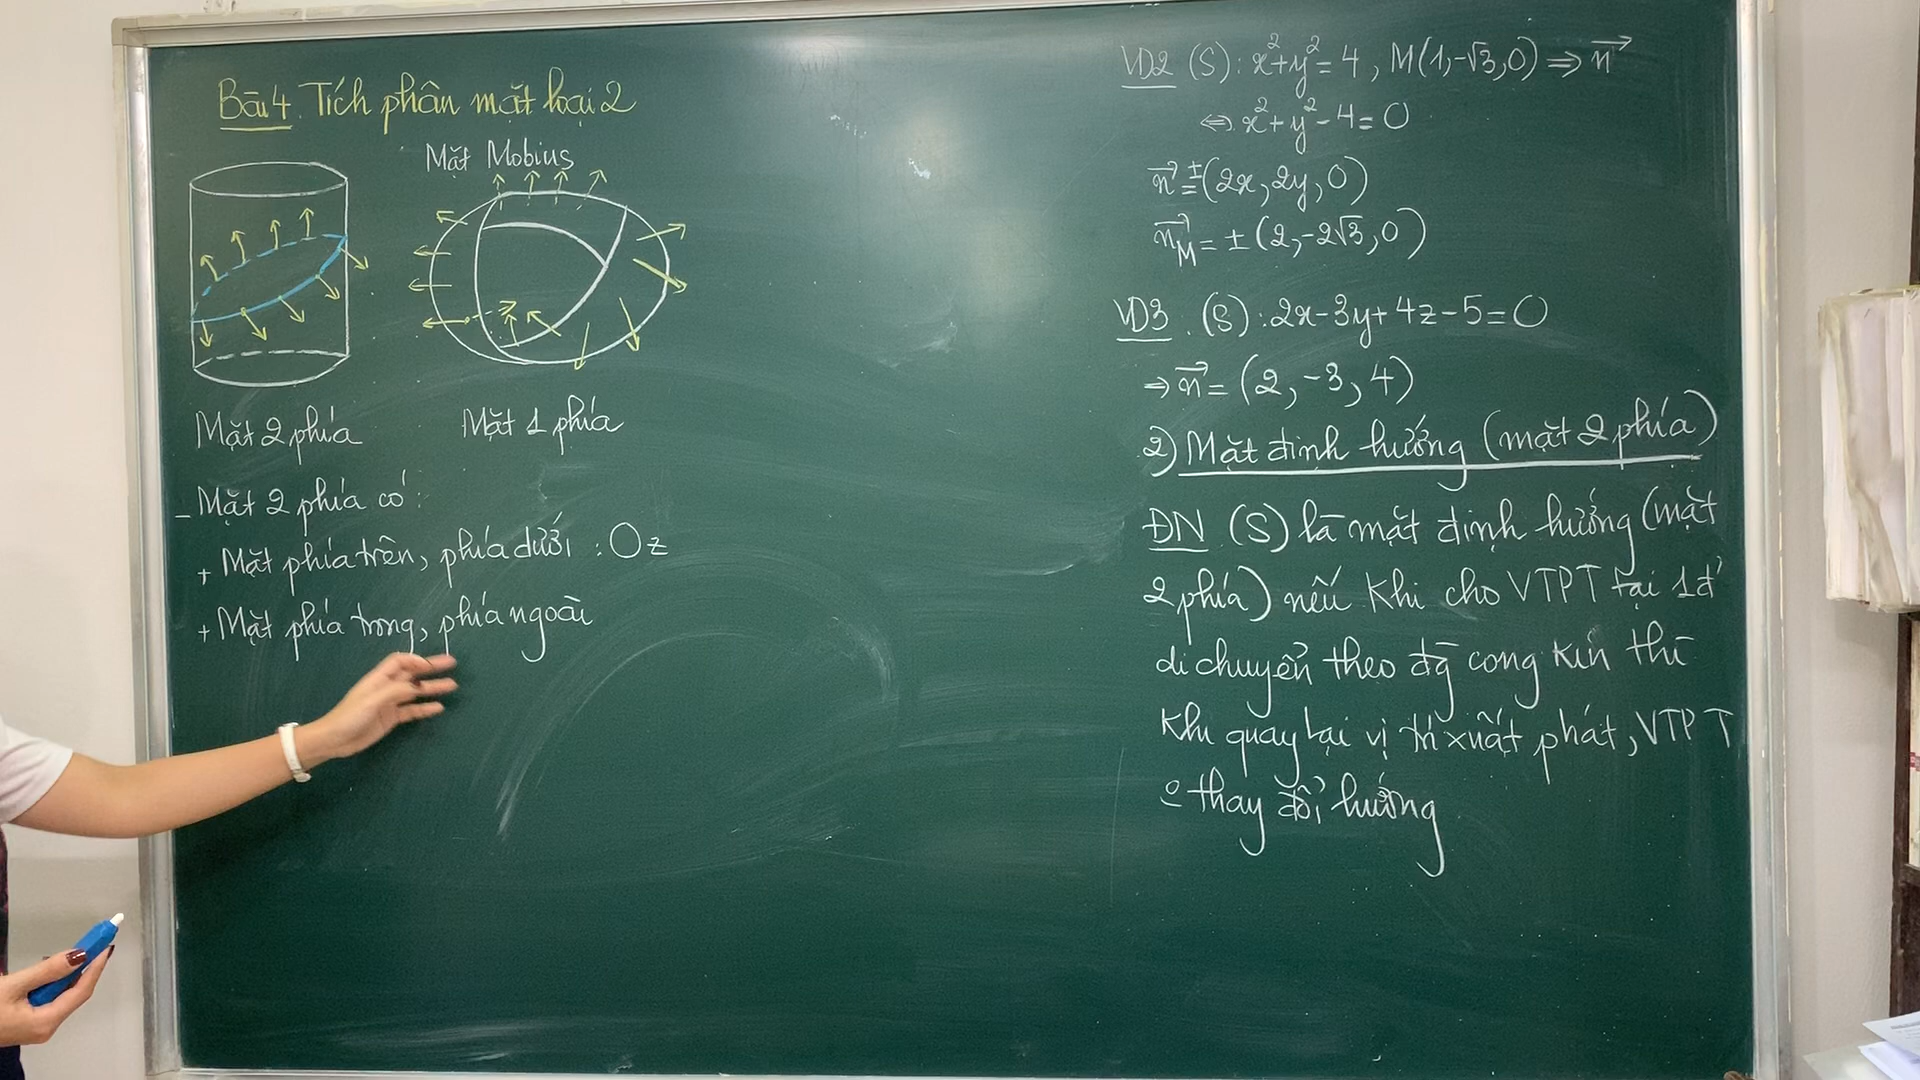 Bài 4. Tích phân mặt loại 2
Mặt Mobius
Mặt 2 phía
Mặt 1 phía
- Mặt 2 phía có:
+ Mặt phía trên, phía dưới : Oz
+ Mặt phía trong, phía ngoài
VD2 (S): x²+y²=4, M(1,-√3,0) ⇒ n⃗
⇔ x²+y²-4=0
n⃗ = ±(2x, 2y, 0)
n⃗_M = ± (2,-2√3,0)
VD3. (S): 2x-3y+4z-5=0
⇒ n⃗ = (2,-3,4)
2) Mặt định hướng (mặt 2 phía)
ĐN (S) là mặt định hướng (mặt
2 phía) nếu khi cho VTPT tại 1đ'
di chuyển theo đg cong kín thì
khi quay lại vị trí xuất phát, VTPT
o thay đổi hướng